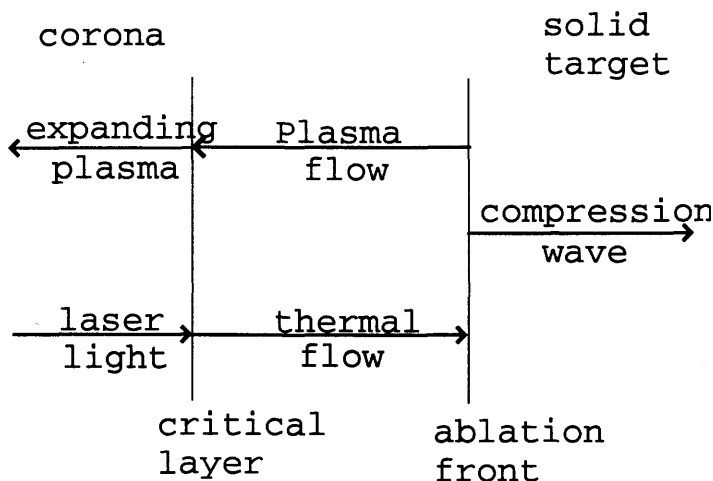 corona
solid
target
expanding
plasma
Plasma
flow
compression
wave
laser
light
thermal
flow
critical
layer
ablation
front